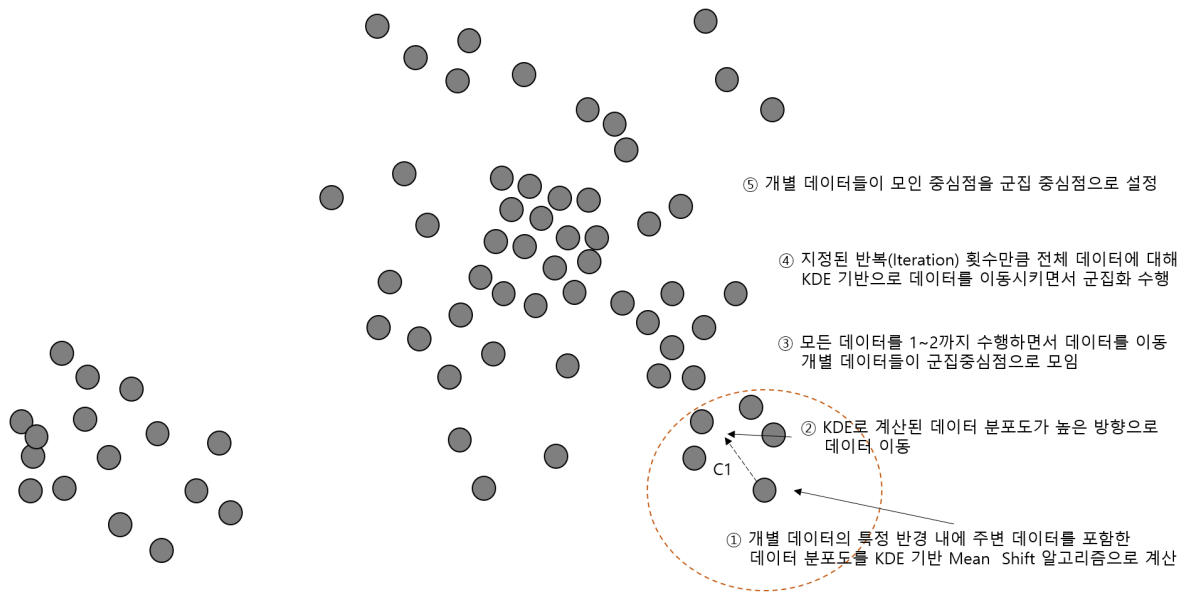 ⑤ 개별 데이터들이 모인 중심점을 군집 중심점으로 설정
④ 지정된 반복(Iteration) 횟수만큼 전체 데이터에 대해
KDE 기반으로 데이터를 이동시키면서 군집화 수행
③ 모든 데이터를 1~2까지 수행하면서 데이터를 이동
개별 데이터들이 군집중심점으로 모임
② KDE로 계산된 데이터 분포도가 높은 방향으로
데이터 이동
C1
① 개별 데이터의 특정 반경 내에 주변 데이터를 포함한
데이터 분포도를 KDE 기반 Mean Shift 알고리즘으로 계산